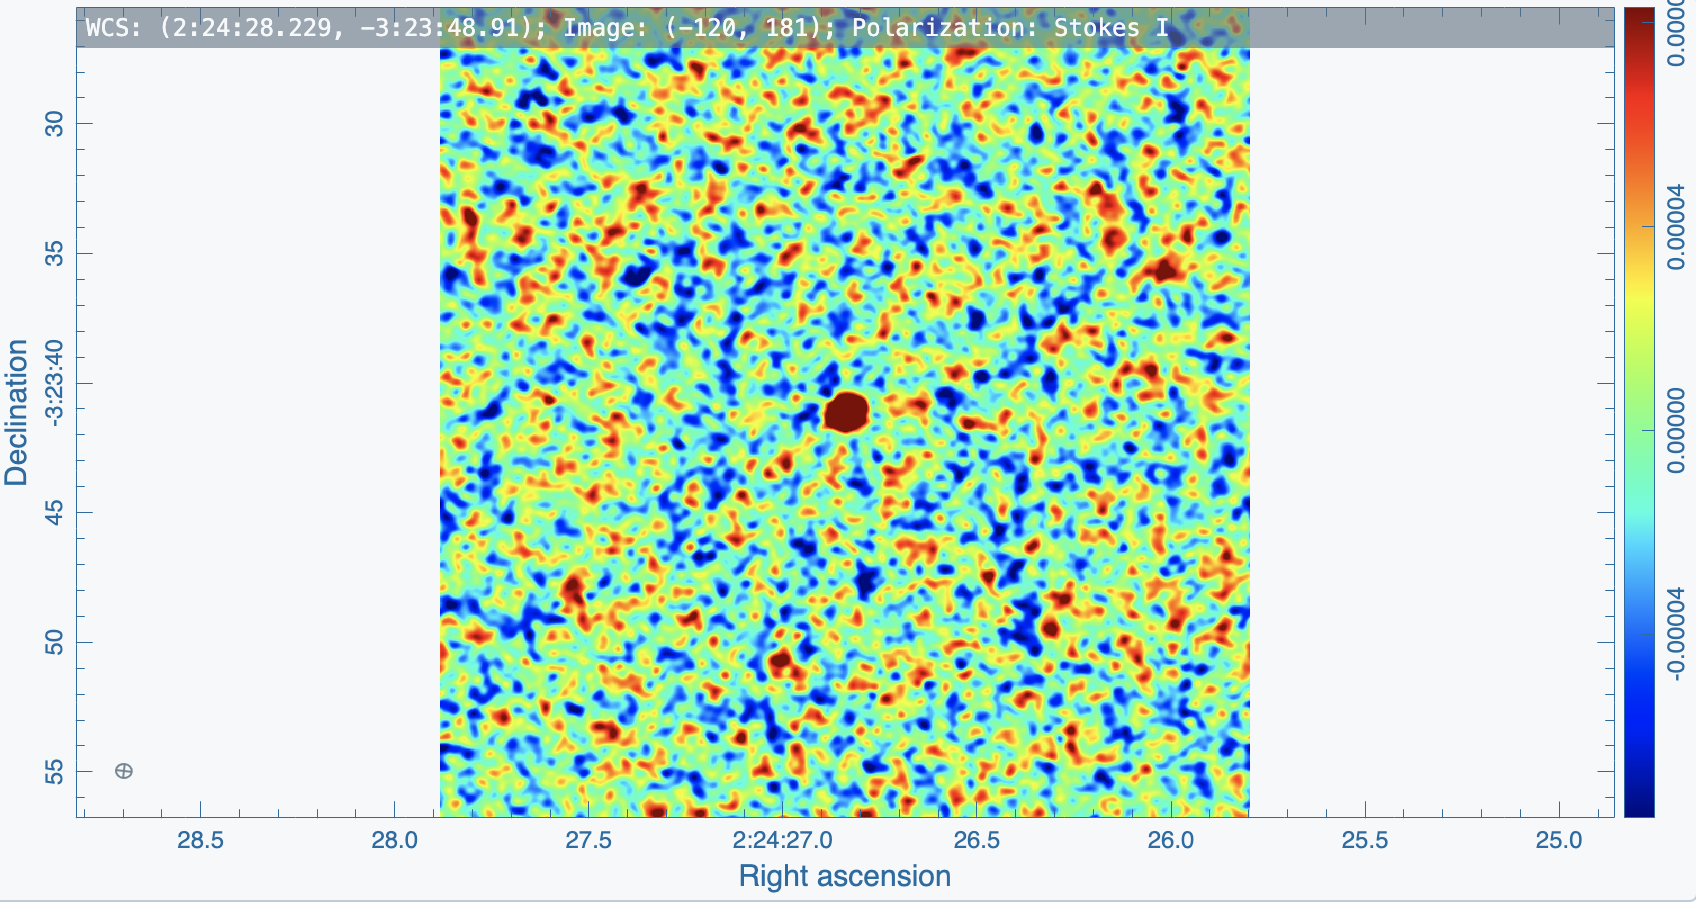 WCS: (2:24:28.229, −3:23:48.91); Image: (-120, 181); Polarization: Stokes I
30
35
-3:23:40
45
50
55
Declination
28.5 28.0 27.5 2:24:27.0 26.5 26.0 25.5 25.0
Right ascension
0.00004
0.00000
-0.00004